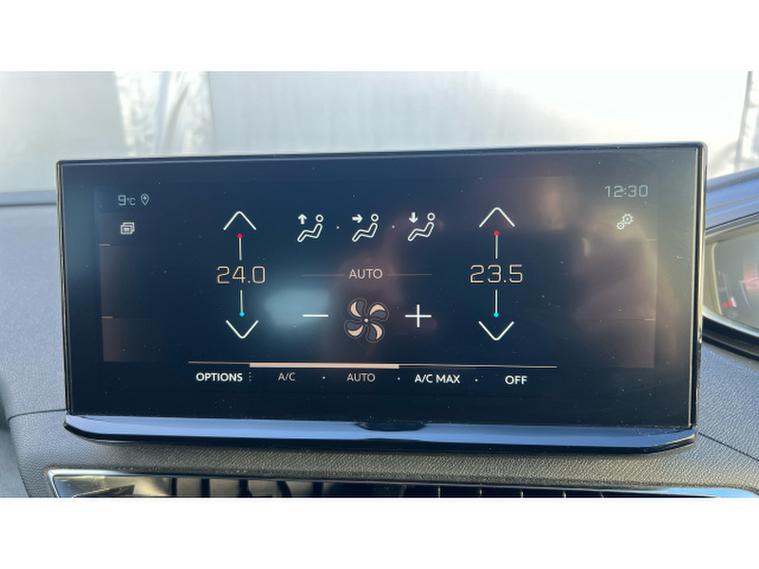 9°C 12:30
24.0 AUTO 23.5
OPTIONS A/C AUTO A/C MAX OFF